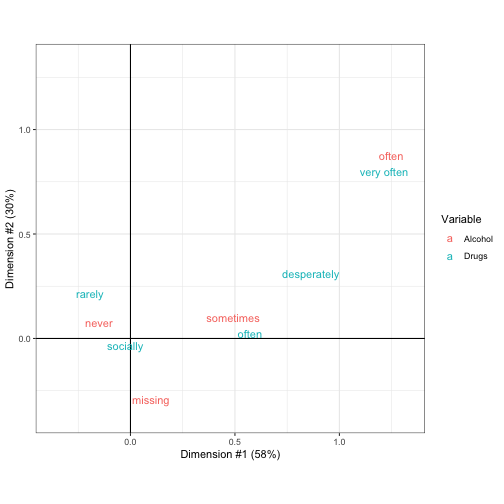 1.0
0.5
0.0
0.0
0.5
1.0
Dimension #1 (58%)
Dimension #2 (30%)
often
very often
desperately
rarely
sometimes
never
often
socially
missing
Variable
a Alcohol
a Drugs